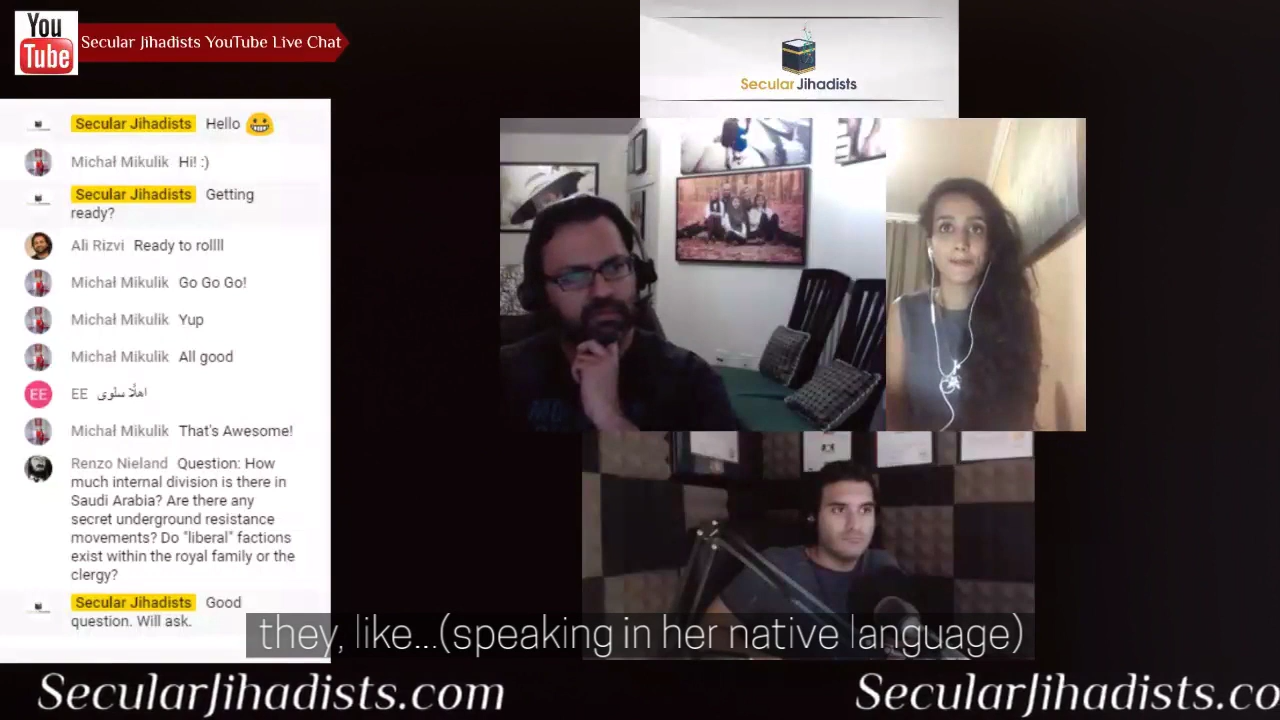 You
Tube
Secular Jihadists YouTube Live Chat
Secular Jihadists
Secular Jihadists Hello
Michał Mikulik Hi! :)
Secular Jihadists Getting
ready?
Ali Rizvi Ready to rollll
Michał Mikulik Go Go Go!
Michał Mikulik Yup
Michał Mikulik All good
EE EE اهلًا سلوى
Michał Mikulik That's Awesome!
Renzo Nieland Question: How
much internal division is there in
Saudi Arabia? Are there any
secret underground resistance
movements? Do "liberal" factions
exist within the royal family or the
clergy?
Secular Jihadists Good
question. Will ask.
they, like...(speaking in her native language)
SecularJihadists.com
SecularJihadists.co